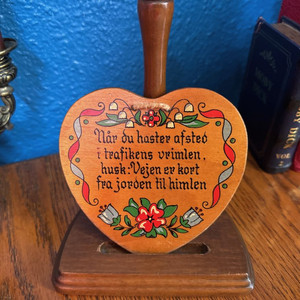 Når du haster afsted
i trafikens vrimlen,
husk: Vejen er kort
fra jorden til himlen